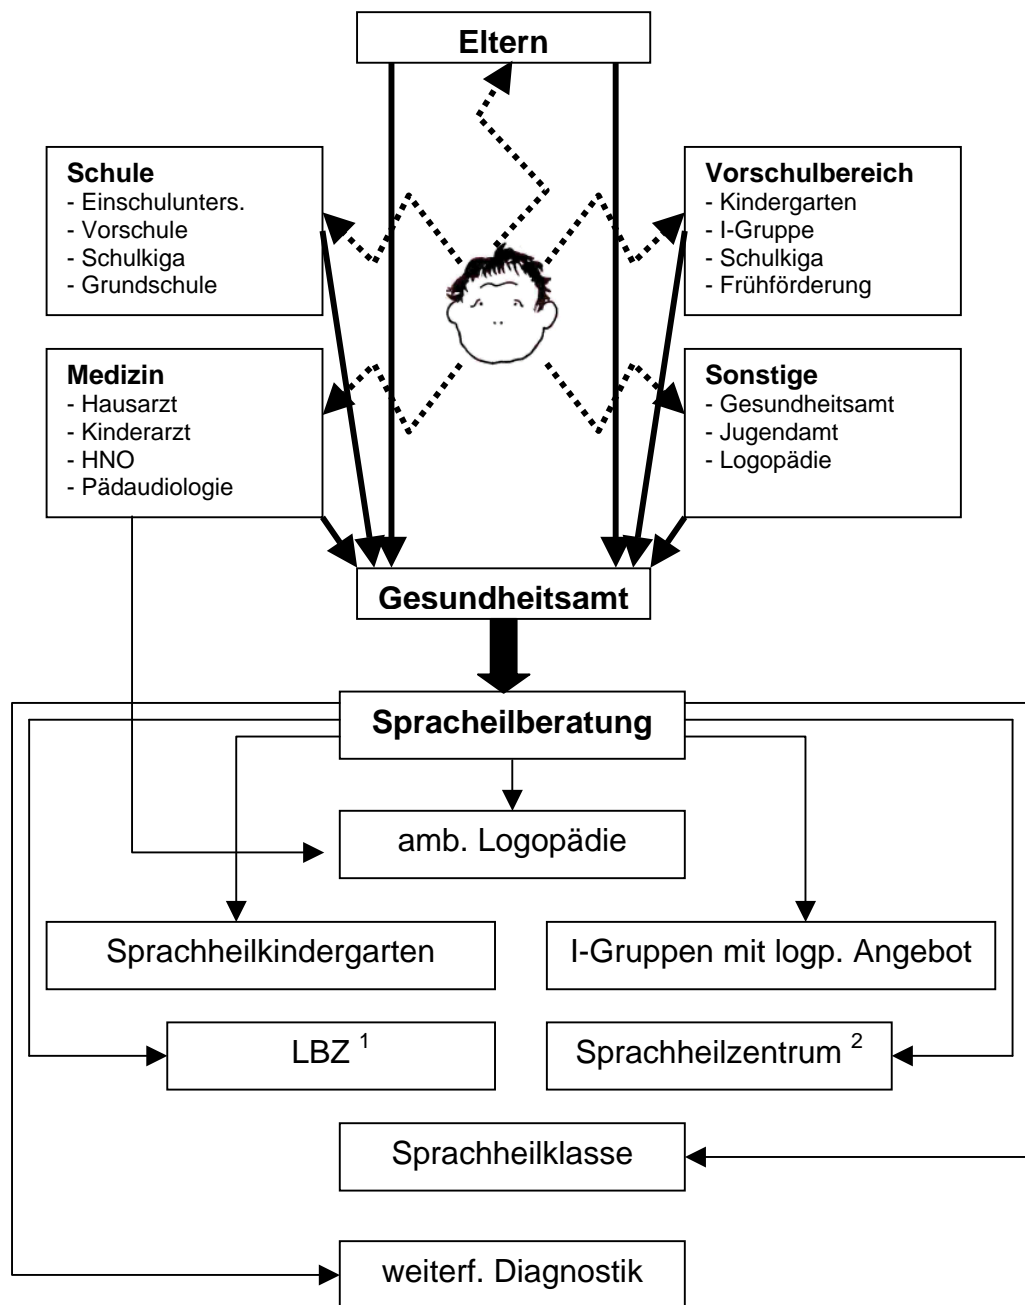 Eltern
Schule
- Einschulunters.
- Vorschule
- Schulkiga
- Grundschule
Vorschulbereich
- Kindergarten
- I-Gruppe
- Schulkiga
- Frühförderung
Medizin
- Hausarzt
- Kinderarzt
- HNO
- Pädaudiologie
Sonstige
- Gesundheitsamt
- Jugendamt
- Logopädie
Gesundheitsamt
Spracheilberatung
amb. Logopädie
Sprachheilkindergarten
I-Gruppen mit logp. Angebot
LBZ 1
Sprachheilzentrum 2
Sprachheilklasse
weiterf. Diagnostik